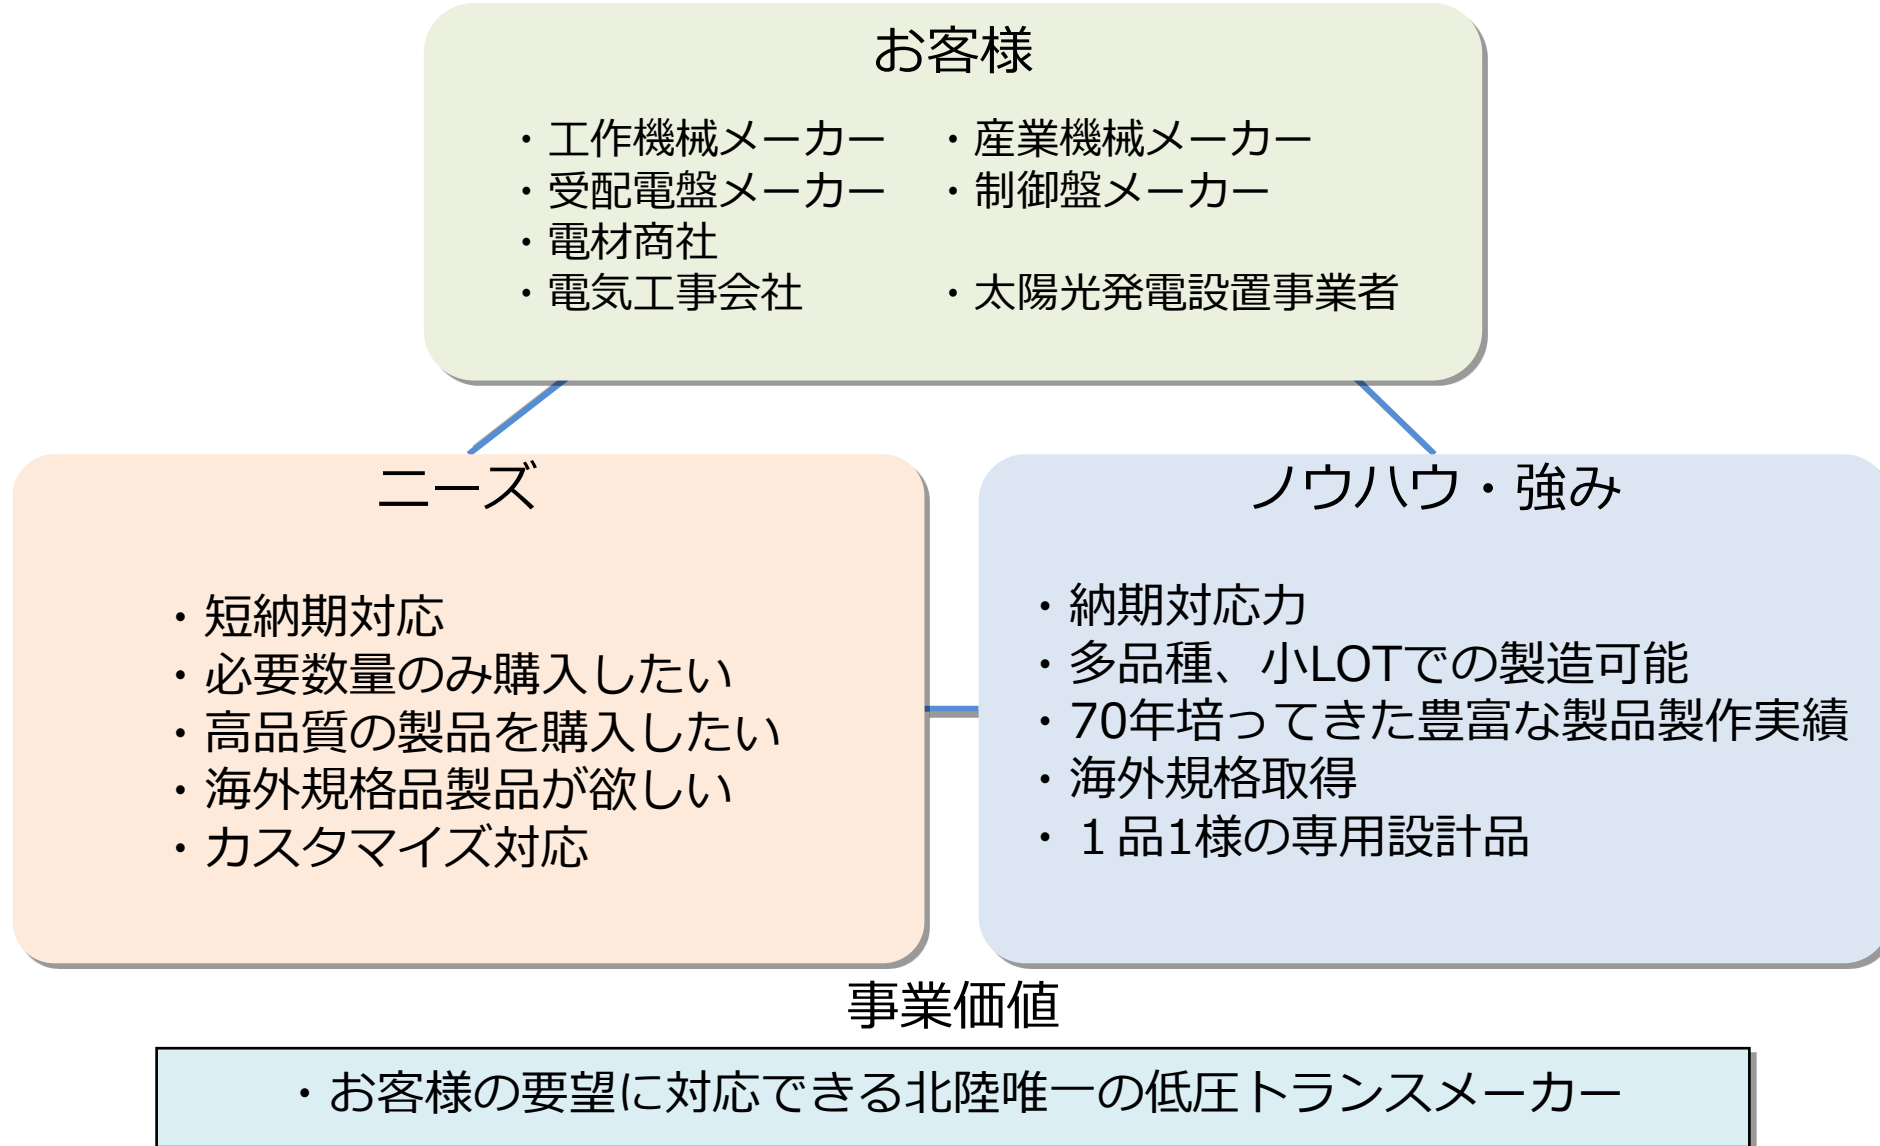 お客様
・工作機械メーカー ・産業機械メーカー
・受配電盤メーカー ・制御盤メーカー
・電材商社
・電気工事会社 ・太陽光発電設置事業者
ニーズ
・短納期対応
・必要数量のみ購入したい
・高品質の製品を購入したい
・海外規格品製品が欲しい
・カスタマイズ対応
ノウハウ・強み
・納期対応力
・多品種、小LOTでの製造可能
・70年培ってきた豊富な製品製作実績
・海外規格取得
・１品1様の専用設計品
事業価値
・お客様の要望に対応できる北陸唯一の低圧トランスメーカー